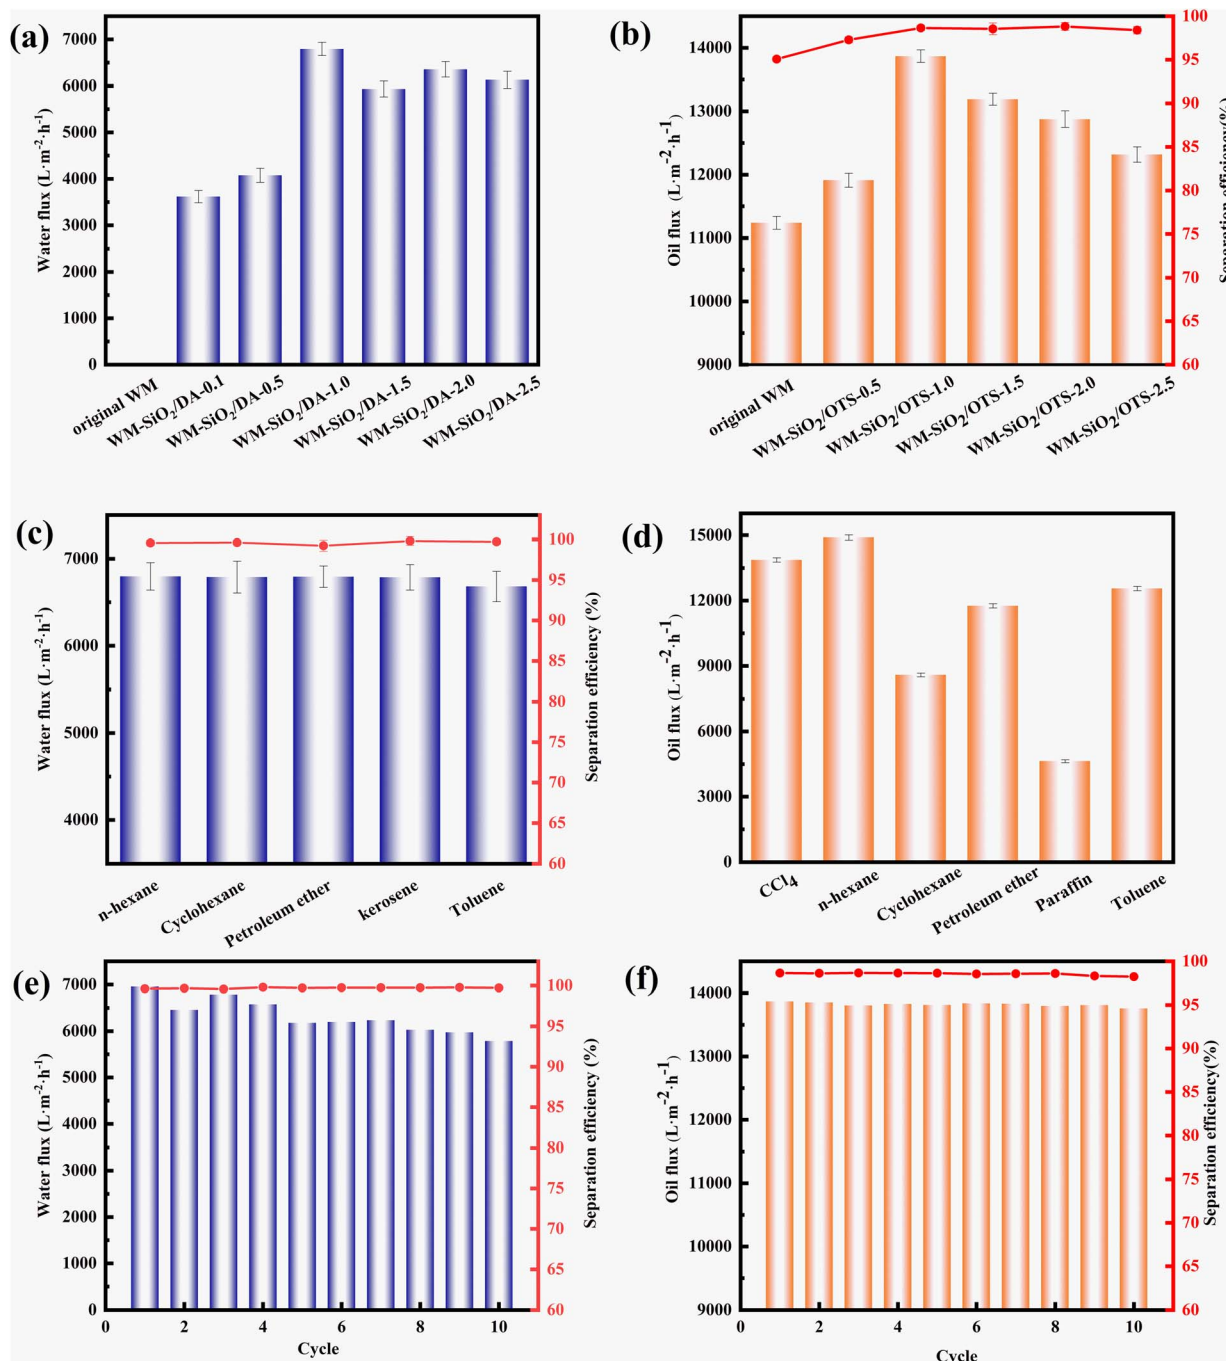 (a)
Water flux (L·m⁻²·h⁻¹)
7000
6000
5000
4000
3000
2000
1000
0
original WM
WM-SiO₂/DA-0.1
WM-SiO₂/DA-0.5
WM-SiO₂/DA-1.0
WM-SiO₂/DA-1.5
WM-SiO₂/DA-2.0
WM-SiO₂/DA-2.5
(b)
Oil flux (L·m⁻²·h⁻¹)
14000
13000
12000
11000
10000
9000
100
95
90
85
80
75
70
65
60
Separation efficiency(%)
original WM
WM-SiO₂/OTS-0.5
WM-SiO₂/OTS-1.0
WM-SiO₂/OTS-1.5
WM-SiO₂/OTS-2.0
WM-SiO₂/OTS-2.5
(c)
Water flux (L·m⁻²·h⁻¹)
7000
6000
5000
4000
100
95
90
85
80
75
70
65
60
Separation efficiency (%)
n-hexane
Cyclohexane
Petroleum ether
kerosene
Toluene
(d)
Oil flux (L·m⁻²·h⁻¹)
15000
12000
9000
6000
3000
0
CCl₄
n-hexane
Cyclohexane
Petroleum ether
Paraffin
Toluene
(e)
Water flux (L·m⁻²·h⁻¹)
7000
6000
5000
4000
3000
2000
1000
0
100
95
90
85
80
75
70
65
60
Separation efficiency (%)
0 2 4 6 8 10
Cycle
(f)
Oil flux (L·m⁻²·h⁻¹)
14000
13000
12000
11000
10000
9000
100
95
90
85
80
75
70
65
60
Separation efficiency(%)
0 2 4 6 8 10
Cycle